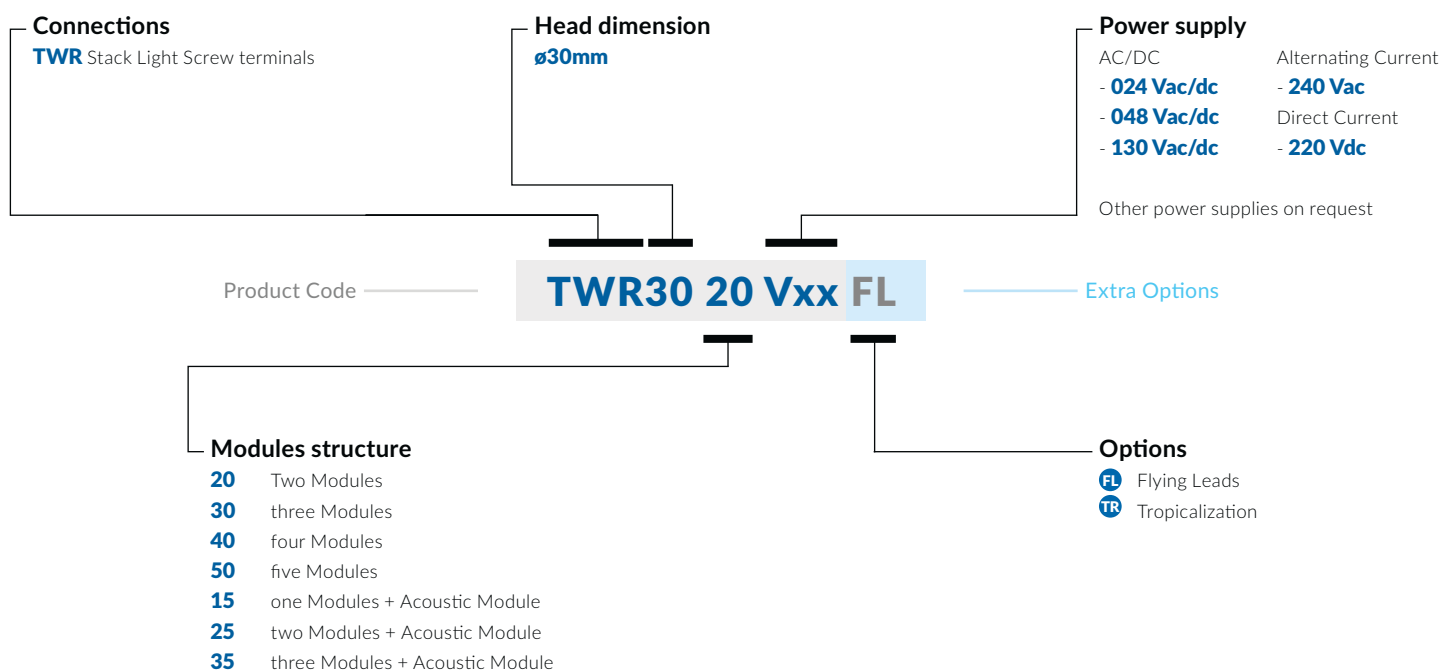 Connections
TWR Stack Light Screw terminals
Head dimension
ø30mm
Power supply
AC/DC
- 024 Vac/dc
- 048 Vac/dc
- 130 Vac/dc
Alternating Current
- 240 Vac
Direct Current
- 220 Vdc
Other power supplies on request
Product Code
TWR30 20 Vxx FL
Extra Options
Modules structure
20 Two Modules
30 three Modules
40 four Modules
50 five Modules
15 one Modules + Acoustic Module
25 two Modules + Acoustic Module
35 three Modules + Acoustic Module
Options
FL Flying Leads
TR Tropicalization